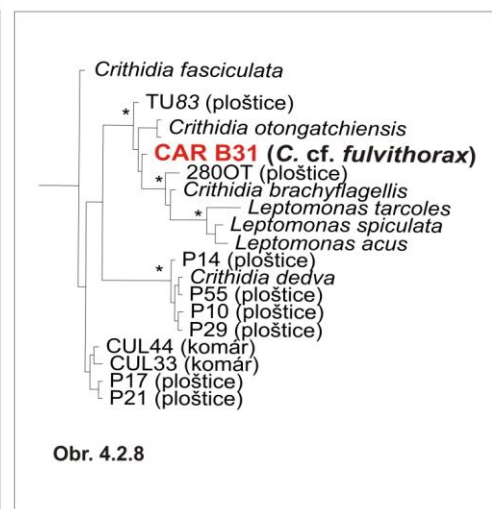 Crithidia fasciculata
TU83 (ploštice)
*
Crithidia otongatchiensis
CAR B31 (C. cf. fulvithorax)
280OT (ploštice)
*
Crithidia brachyflagellis
Leptomonas tarcoles
*
Leptomonas spiculata
Leptomonas acus
P14 (ploštice)
*
Crithidia dedva
P55 (ploštice)
P10 (ploštice)
P29 (ploštice)
CUL44 (komár)
CUL33 (komár)
P17 (ploštice)
P21 (ploštice)
Obr. 4.2.8